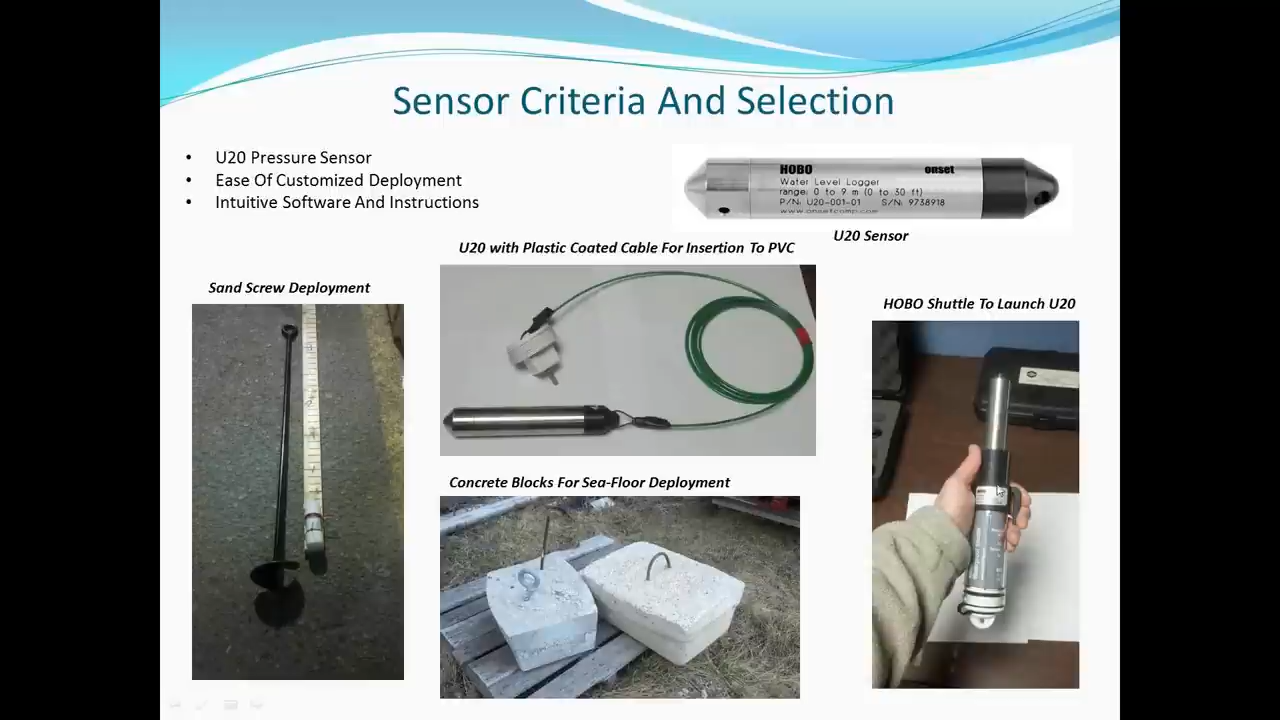 Sensor Criteria And Selection
• U20 Pressure Sensor
• Ease Of Customized Deployment
• Intuitive Software And Instructions
HOBO onset
Water Level Logger
range: 0 to 9 m (0 to 30 ft)
P/N: U20-001-01 S/N: 9738918
www.onsetcomp.com
U20 Sensor
U20 with Plastic Coated Cable For Insertion To PVC
Sand Screw Deployment
HOBO Shuttle To Launch U20
Concrete Blocks For Sea-Floor Deployment